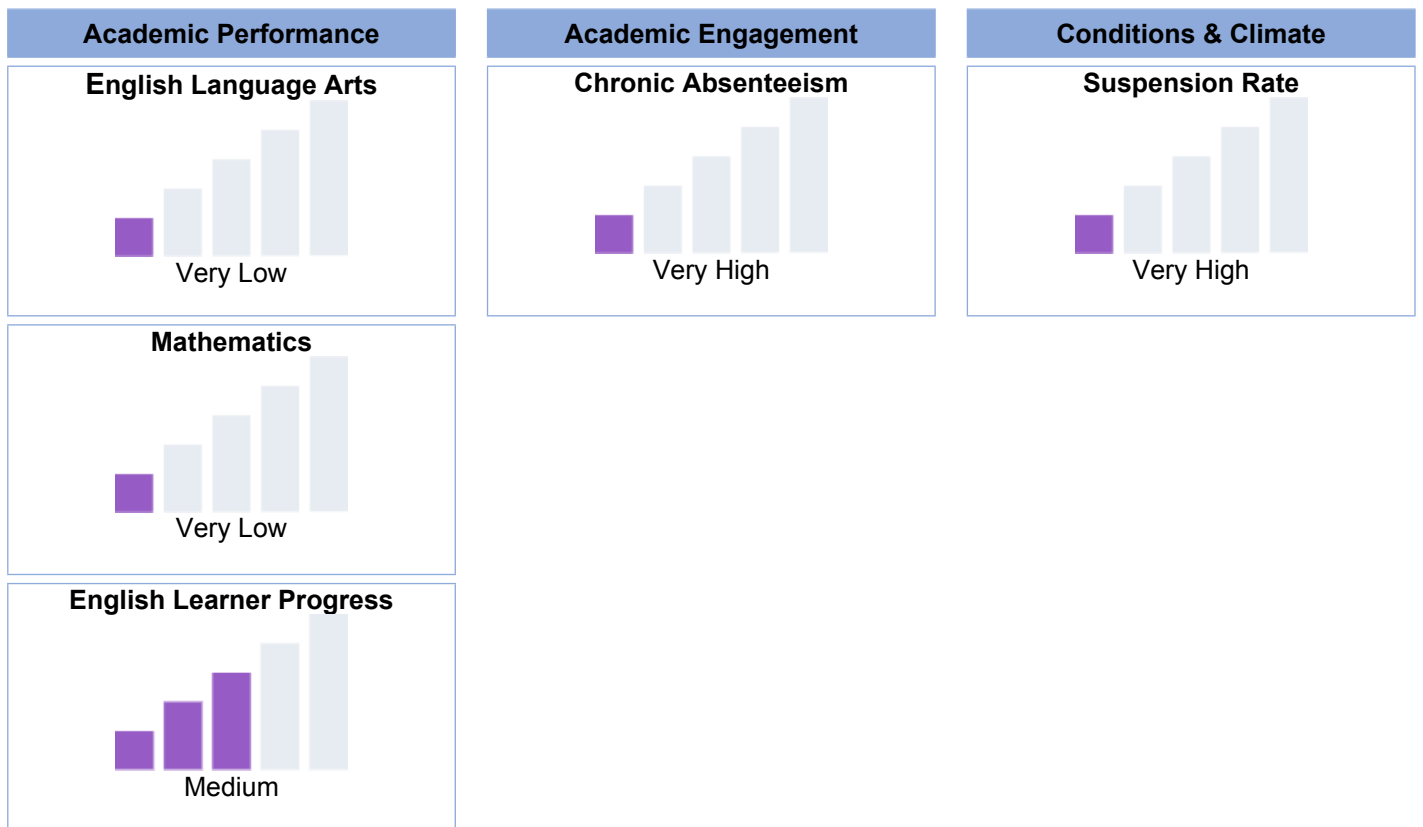 Academic Performance
Academic Engagement
Conditions & Climate
English Language Arts
Very Low
Chronic Absenteeism
Very High
Suspension Rate
Very High
Mathematics
Very Low
English Learner Progress
Medium